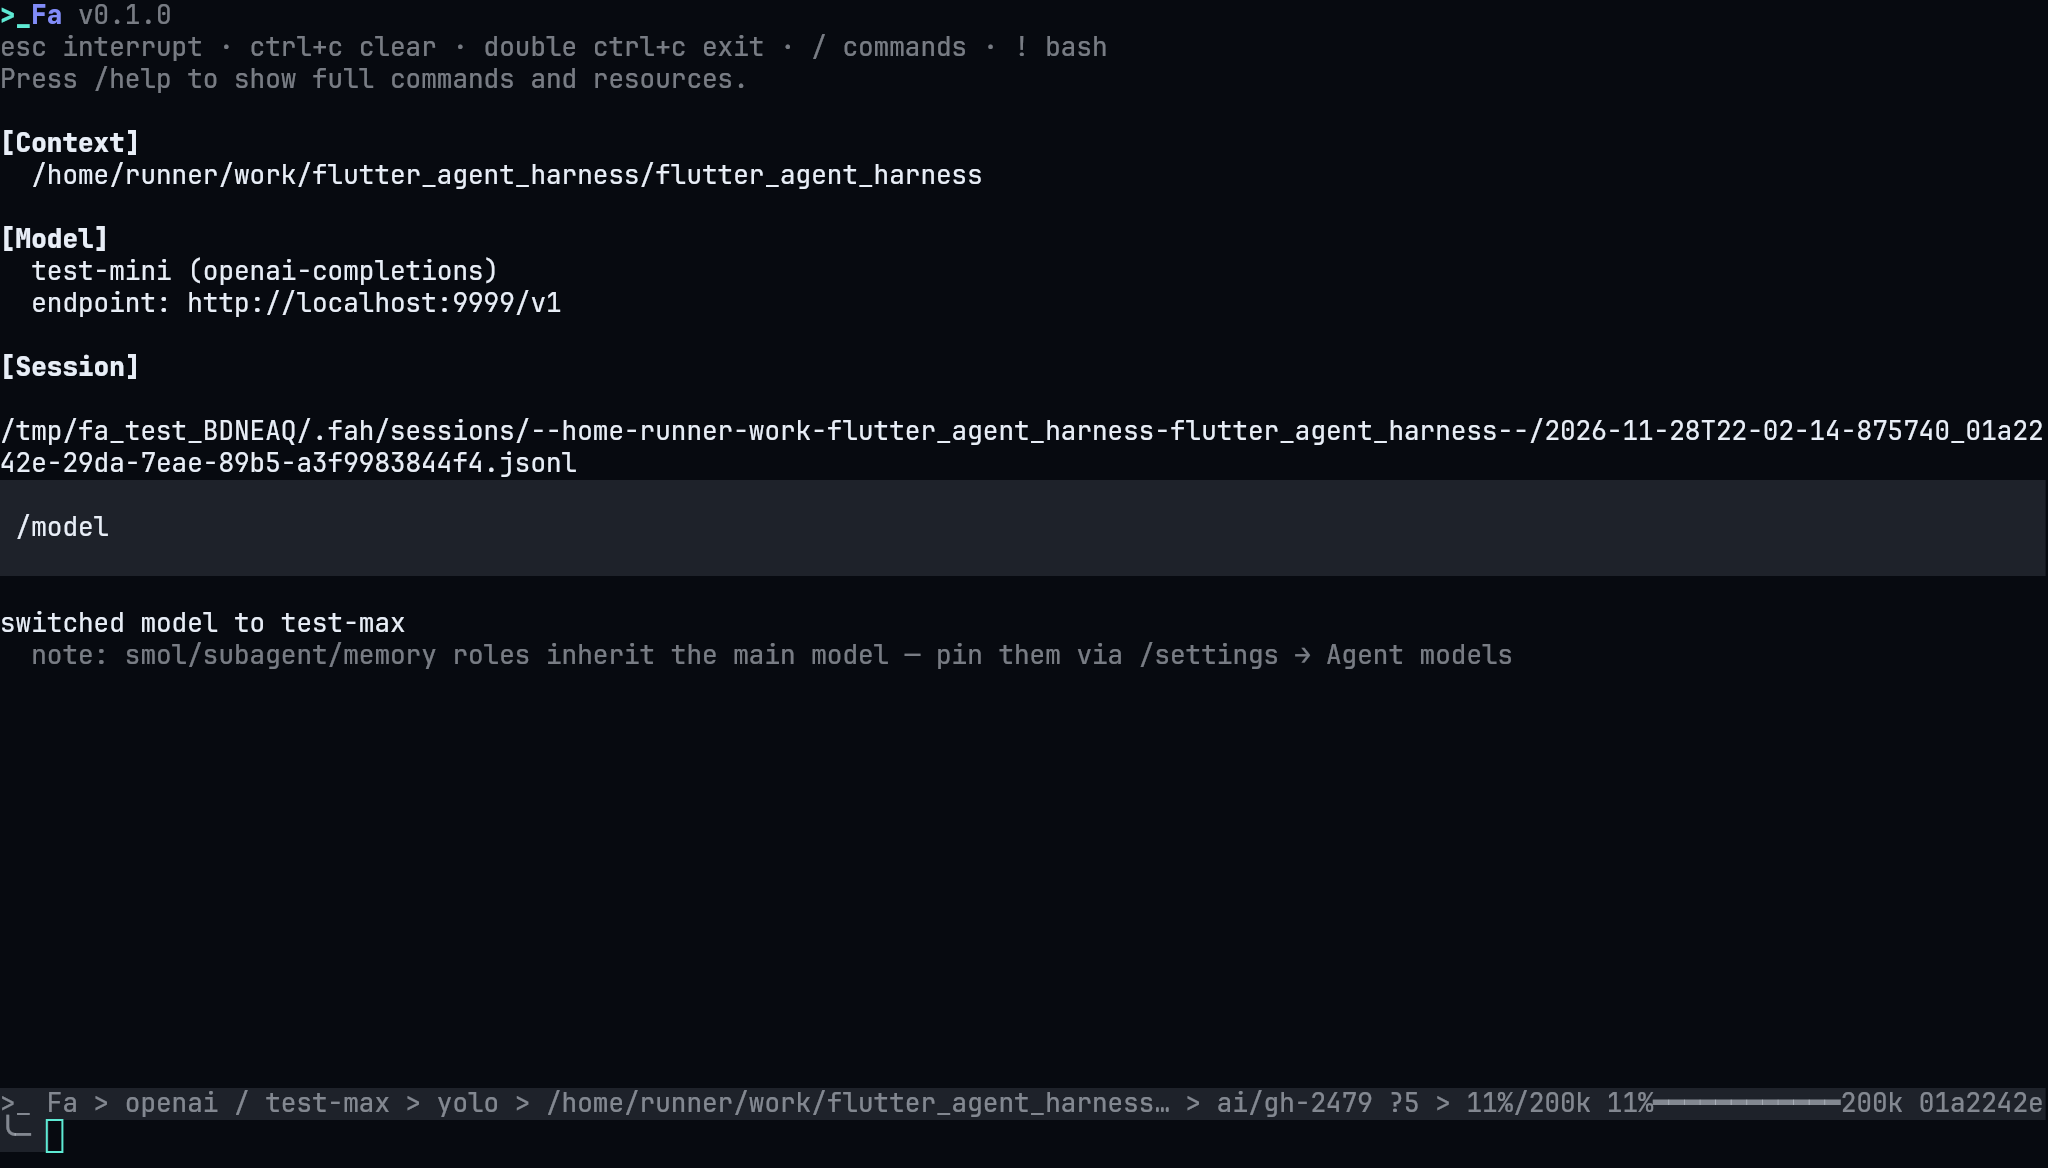 >_Fa v0.1.0
esc interrupt · ctrl+c clear · double ctrl+c exit · / commands · ! bash
Press /help to show full commands and resources.
[Context]
/home/runner/work/flutter_agent_harness/flutter_agent_harness
[Model]
test-mini (openai-completions)
endpoint: http://localhost:9999/v1
[Session]
/tmp/fa_test_BDNEAQ/.fah/sessions/--home-runner-work-flutter_agent_harness-flutter_agent_harness--/2026-11-28T22-02-14-875740_01a22
42e-29da-7eae-89b5-a3f9983844f4.jsonl
/model
switched model to test-max
note: smol/subagent/memory roles inherit the main model — pin them via /settings → Agent models
>_ Fa > openai / test-max > yolo > /home/runner/work/flutter_agent_harness… > ai/gh-2479 ?5 > 11%/200k 11%━━━━━━━━━━━━200k 01a2242e